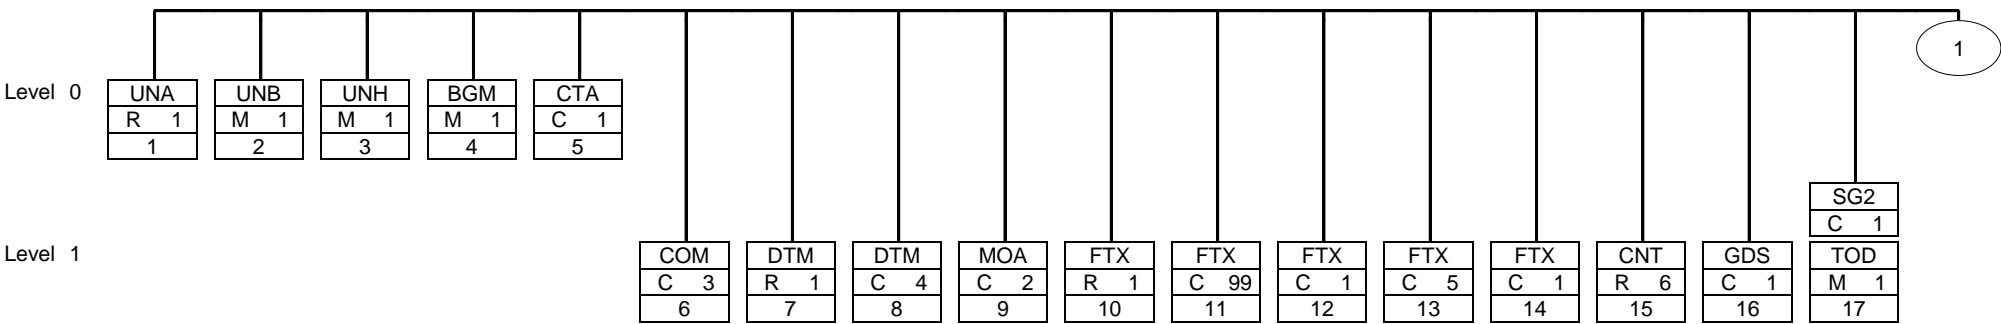 1
Level 0
UNA
R 1
1
UNB
M 1
2
UNH
M 1
3
BGM
M 1
4
CTA
C 1
5
SG2
C 1
Level 1
COM
C 3
6
DTM
R 1
7
DTM
C 4
8
MOA
C 2
9
FTX
R 1
10
FTX
C 99
11
FTX
C 1
12
FTX
C 5
13
FTX
C 1
14
CNT
R 6
15
GDS
C 1
16
TOD
M 1
17